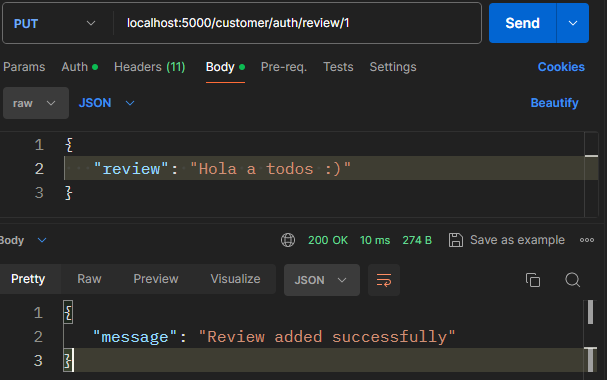 PUT localhost:5000/customer/auth/review/1 Send
Params Auth Headers (11) Body Pre-req. Tests Settings Cookies
raw JSON Beautify
1 {
2 "review": "Hola a todos :)"
3 }
Body 200 OK 10 ms 274 B Save as example
Pretty Raw Preview Visualize JSON
1 {
2 "message": "Review added successfully"
3 }